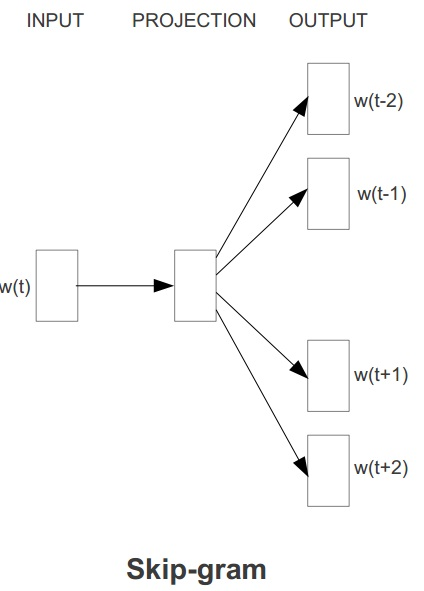 INPUT PROJECTION OUTPUT
w(t-2)
w(t-1)
w(t)
w(t+1)
w(t+2)
Skip-gram